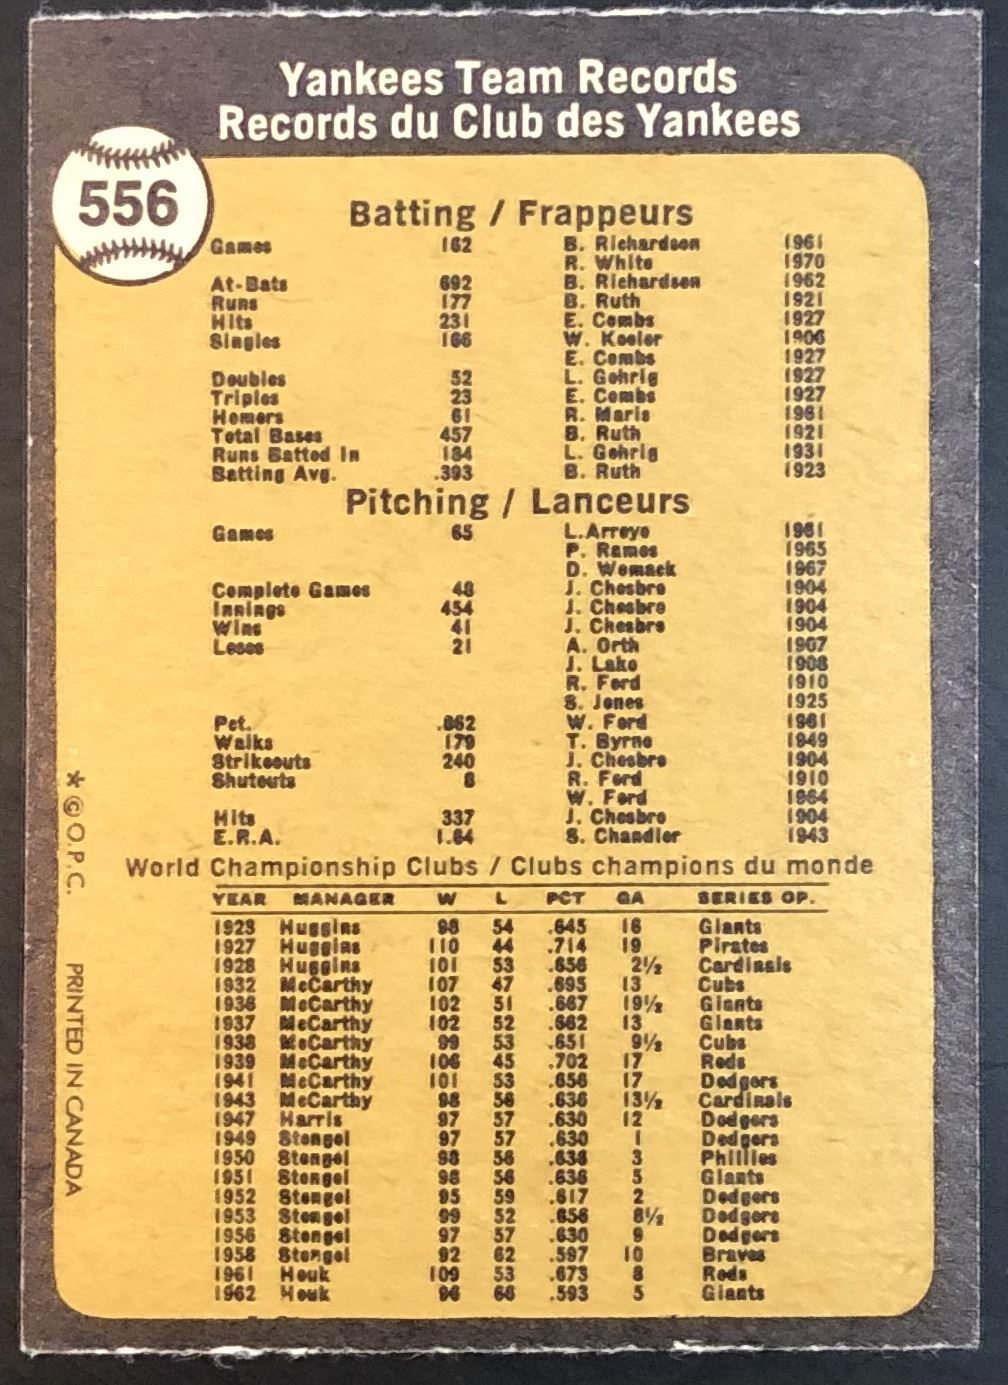 Yankees Team Records
Records du Club des Yankees
556
Batting / Frappeurs
Games 162 B. Richardson 1961
R. White 1970
At-Bats 692 B. Richardson 1962
Runs 177 B. Ruth 1921
Hits 231 E. Combs 1927
Singles 166 W. Keeler 1906
E. Combs 1927
Doubles 52 L. Gehrig 1927
Triples 23 E. Combs 1927
Homers 61 R. Maris 1961
Total Bases 457 B. Ruth 1921
Runs Batted In 184 L. Gehrig 1931
Batting Avg. .393 B. Ruth 1923
Pitching / Lanceurs
Games 65 L.Arroyo 1961
P. Ramos 1965
D. Womack 1967
Complete Games 48 J. Chesbro 1904
Innings 454 J. Chesbro 1904
Wins 41 J. Chesbro 1904
Loses 21 A. Orth 1907
J. Lake 1908
R. Ford 1910
S. Jones 1925
Pct. .862 W. Ford 1961
Walks 179 T. Byrne 1949
Strikeouts 240 J. Chesbro 1904
Shutouts 8 R. Ford 1910
W. Ford 1964
Hits 337 J. Chesbro 1904
E.R.A. 1.64 S. Chandler 1943
World Championship Clubs / Clubs champions du monde
YEAR MANAGER W L PCT GA SERIES OP.
1923 Huggins 98 54 .645 16 Giants
1927 Huggins 110 44 .714 19 Pirates
1928 Huggins 101 53 .656 2½ Cardinals
1932 McCarthy 107 47 .695 13 Cubs
1936 McCarthy 102 51 .667 19½ Giants
1937 McCarthy 102 52 .662 13 Giants
1938 McCarthy 99 53 .651 9½ Cubs
1939 McCarthy 106 45 .702 17 Reds
1941 McCarthy 101 53 .656 17 Dodgers
1943 McCarthy 98 56 .636 13½ Cardinals
1947 Harris 97 57 .630 12 Dodgers
1949 Stengel 97 57 .630 1 Dodgers
1950 Stengel 98 56 .636 3 Phillies
1951 Stengel 98 56 .636 5 Giants
1952 Stengel 95 59 .617 2 Dodgers
1953 Stengel 99 52 .656 8½ Dodgers
1956 Stengel 97 57 .630 9 Dodgers
1958 Stengel 92 62 .597 10 Braves
1961 Houk 109 53 .673 8 Reds
1962 Houk 96 66 .593 5 Giants
* © O.P.C. PRINTED IN CANADA